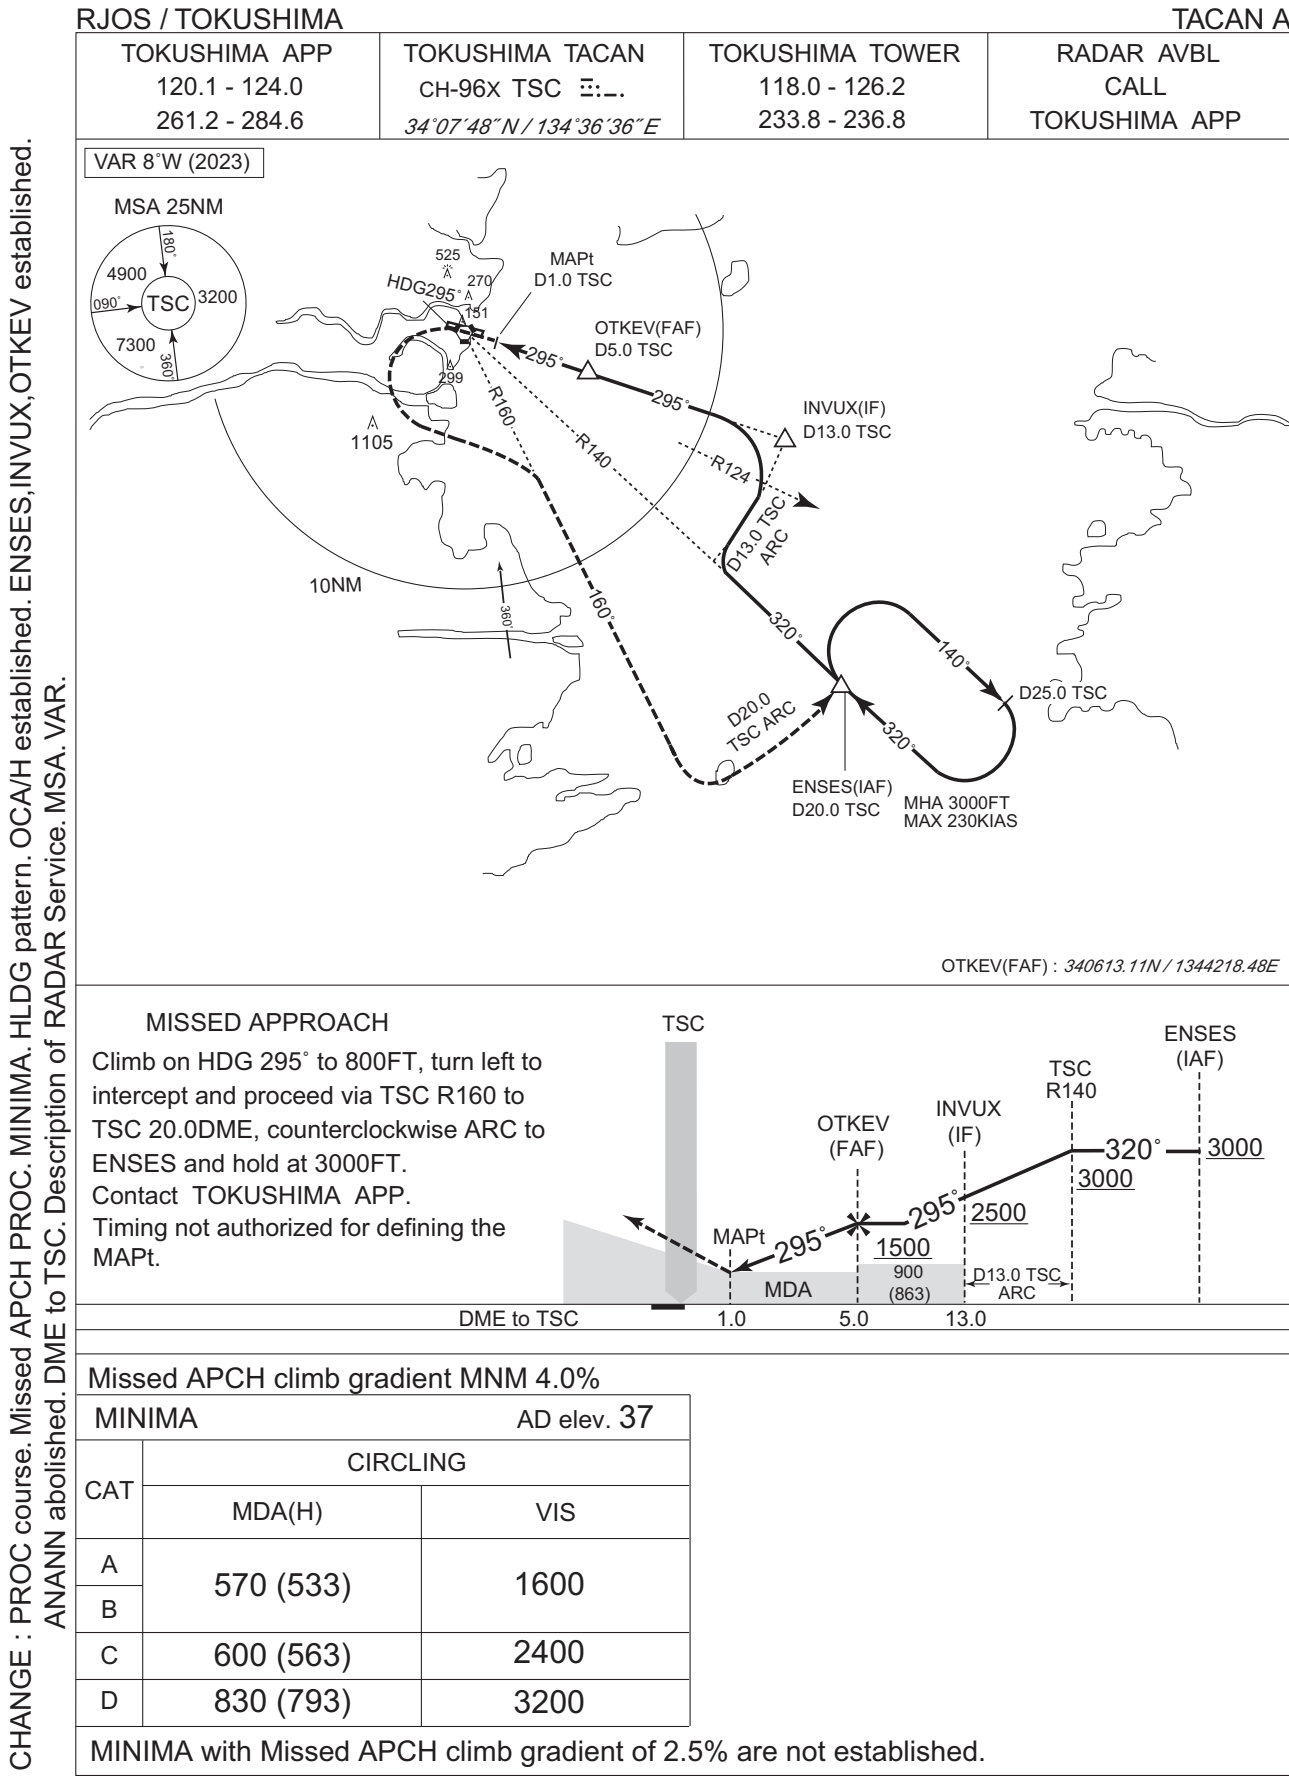 RJOS / TOKUSHIMA
TACAN A
TOKUSHIMA APP
120.1 - 124.0
261.2 - 284.6
TOKUSHIMA TACAN
CH-96X TSC
34°07´48˝N / 134°36´36˝E
TOKUSHIMA TOWER
118.0 - 126.2
233.8 - 236.8
RADAR AVBL
CALL
TOKUSHIMA APP
CHANGE : PROC course. Missed APCH PROC. MINIMA. HLDG pattern. OCA/H established. ENSES,INVUX,OTKEV established.
ANANN abolished. DME to TSC. Description of RADAR Service. MSA. VAR.
VAR 8°W (2023)
MSA 25NM
180°
4900
090°
TSC
3200
7300
360°
525
270
HDG295°
151
299
1105
MAPt
D1.0 TSC
OTKEV(FAF)
D5.0 TSC
295°
295°
INVUX(IF)
D13.0 TSC
R160
R140
R124
D13.0 TSC
ARC
10NM
360°
160°
320°
140°
D25.0 TSC
D20.0
TSC ARC
320°
ENSES(IAF)
D20.0 TSC
MHA 3000FT
MAX 230KIAS
OTKEV(FAF) : 340613.11N / 1344218.48E
MISSED APPROACH
Climb on HDG 295° to 800FT, turn left to
intercept and proceed via TSC R160 to
TSC 20.0DME, counterclockwise ARC to
ENSES and hold at 3000FT.
Contact TOKUSHIMA APP.
Timing not authorized for defining the
MAPt.
TSC
ENSES
(IAF)
TSC
R140
INVUX
(IF)
OTKEV
(FAF)
320°
3000
3000
295°
2500
MAPt
295°
1500
900
(863)
MDA
D13.0 TSC
ARC
DME to TSC
1.0
5.0
13.0
Missed APCH climb gradient MNM 4.0%
MINIMA
AD elev. 37
CAT
CIRCLING
MDA(H)
VIS
A
B
570 (533)
1600
C
600 (563)
2400
D
830 (793)
3200
MINIMA with Missed APCH climb gradient of 2.5% are not established.